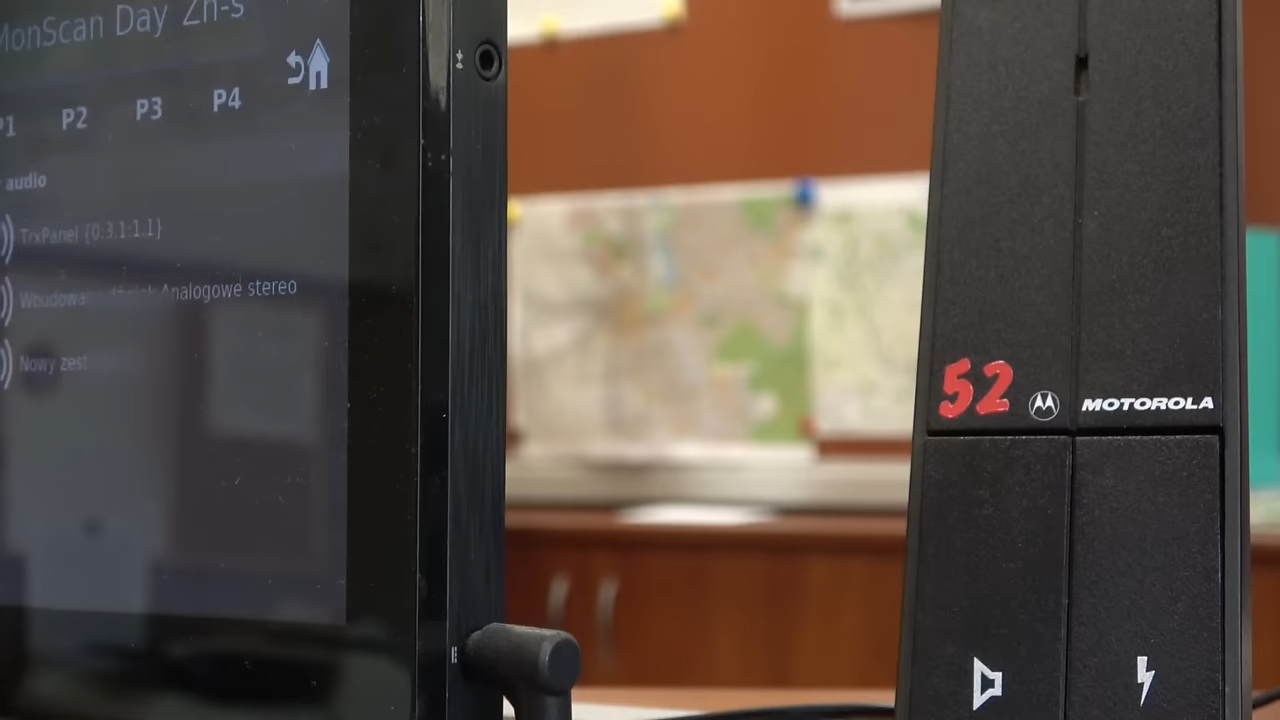 MonScan Day Zn-s
P1 P2 P3 P4
audio
TrxPanel {0:3.1:1.1}
Analogowe stereo
Nowy zest
52
MOTOROLA